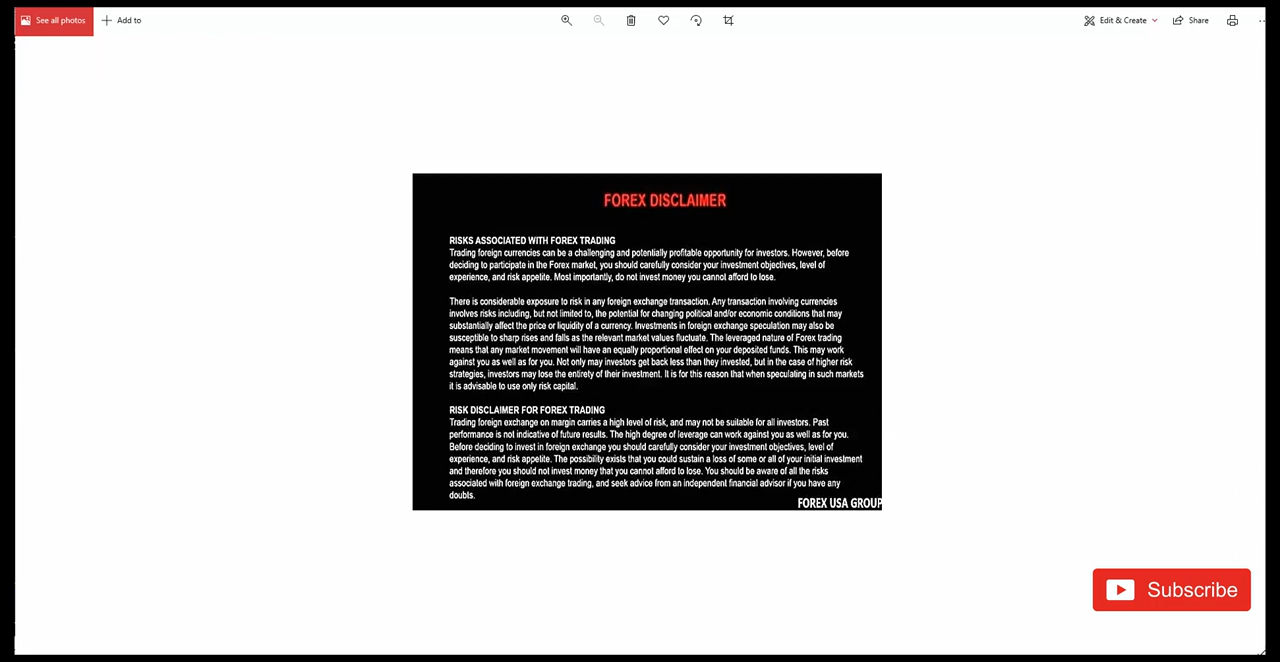 See all photos
Add to
Edit & Create
Share
FOREX DISCLAIMER
RISKS ASSOCIATED WITH FOREX TRADING
Trading foreign currencies can be a challenging and potentially profitable opportunity for investors. However, before
deciding to participate in the Forex market, you should carefully consider your investment objectives, level of
experience, and risk appetite. Most importantly, do not invest money you cannot afford to lose.
There is considerable exposure to risk in any foreign exchange transaction. Any transaction involving currencies
involves risks including, but not limited to, the potential for changing political and/or economic conditions that may
substantially affect the price or liquidity of a currency. Investments in foreign exchange speculation may also be
susceptible to sharp rises and falls as the relevant market values fluctuate. The leveraged nature of Forex trading
means that any market movement will have an equally proportional effect on your deposited funds. This may work
against you as well as for you. Not only may investors get back less than they invested, but in the case of higher risk
strategies, investors may lose the entirety of their investment. It is for this reason that when speculating in such markets
it is advisable to use only risk capital.
RISK DISCLAIMER FOR FOREX TRADING
Trading foreign exchange on margin carries a high level of risk, and may not be suitable for all investors. Past
performance is not indicative of future results. The high degree of leverage can work against you as well as for you.
Before deciding to invest in foreign exchange you should carefully consider your investment objectives, level of
experience, and risk appetite. The possibility exists that you could sustain a loss of some or all of your initial investment
and therefore you should not invest money that you cannot afford to lose. You should be aware of all the risks
associated with foreign exchange trading, and seek advice from an independent financial advisor if you have any
doubts.
FOREX USA GROUP
Subscribe